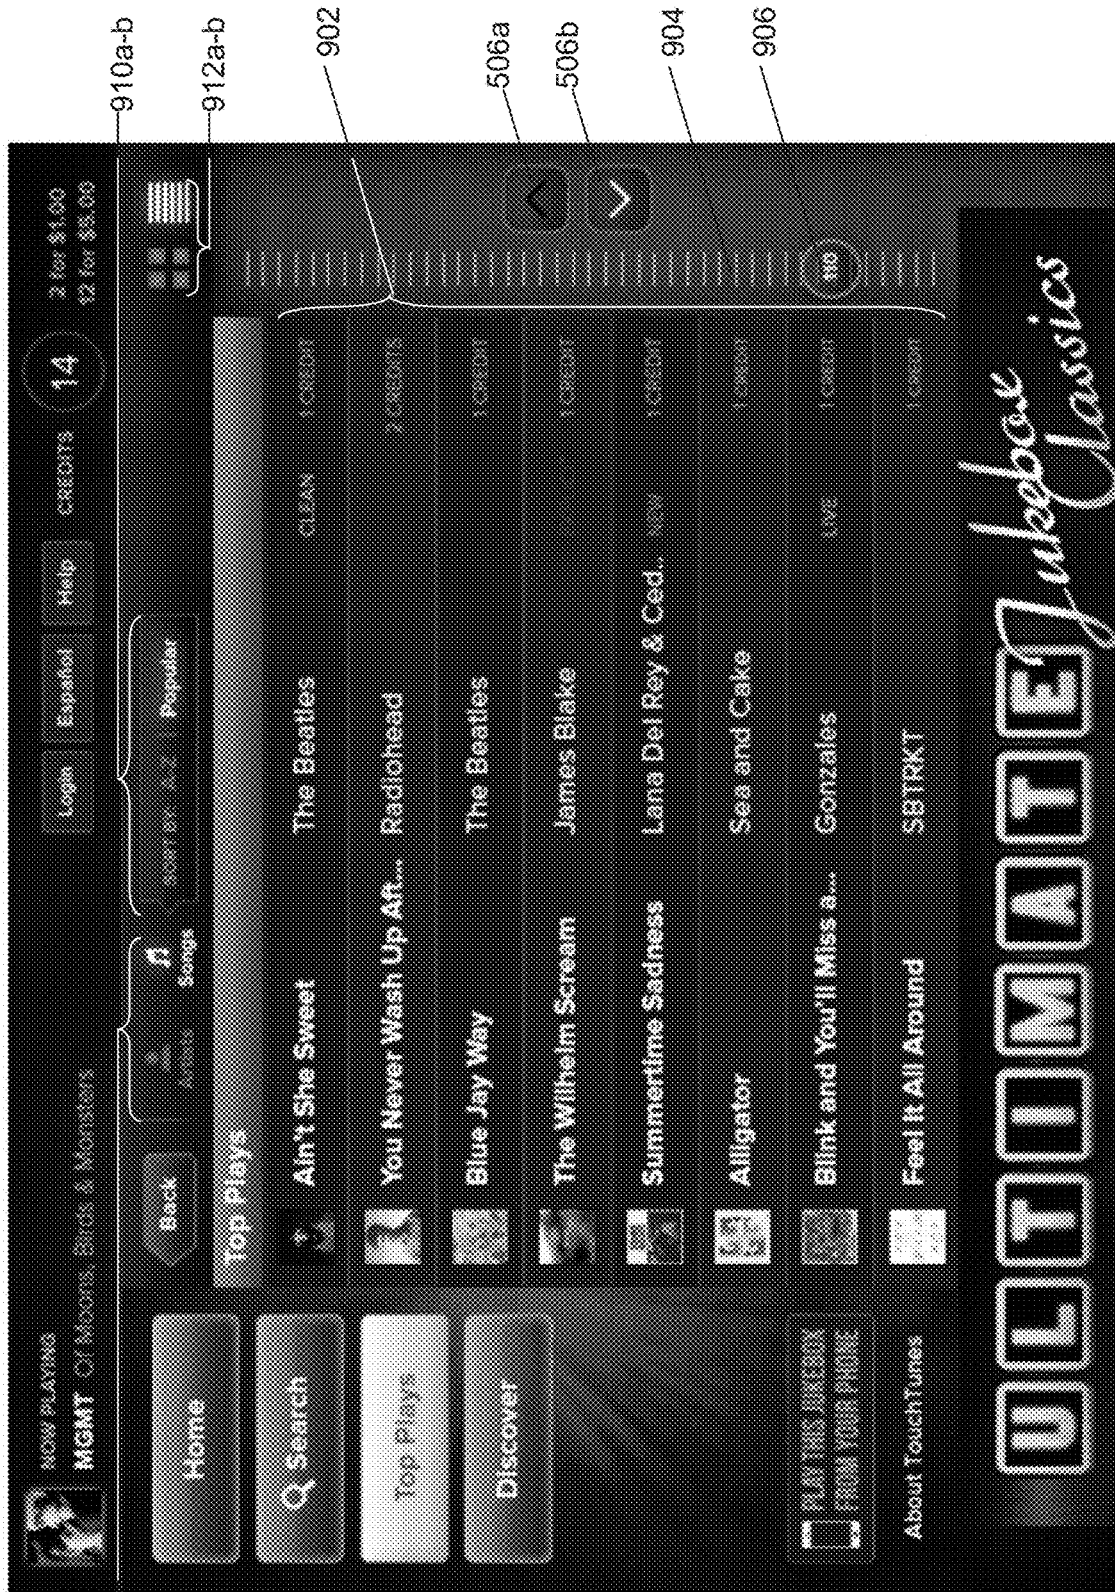 NOW PLAYING
MGMT Of Moons, Birds & Monsters
Login
Español
Help
CREDITS
14
2 for $1.00
12 for $5.00
Back
Artists
Songs
SORT BY: A-Z | Popular
Home
Search
Top Plays
Discover
PLAY THIS JUKEBOX
FROM YOUR PHONE
About TouchTunes
Top Plays
Ain't She Sweet The Beatles CLEAN 1 CREDIT
You Never Wash Up Aft... Radiohead CREDITS
Blue Jay Way The Beatles 1 CREDIT
The Wilhelm Scream James Blake 1 CREDIT
Summertime Sadness Lana Del Rey & Ced.. NEW 1 CREDIT
Alligator Sea and Cake 1 CREDIT
Blink and You'll Miss a... Gonzales LIVE 1 CREDIT
Feel It All Around SBTRKT 1 CREDIT
110
ULTIMATE Jukebox
Classics
910a-b
912a-b
902
506a
506b
904
906